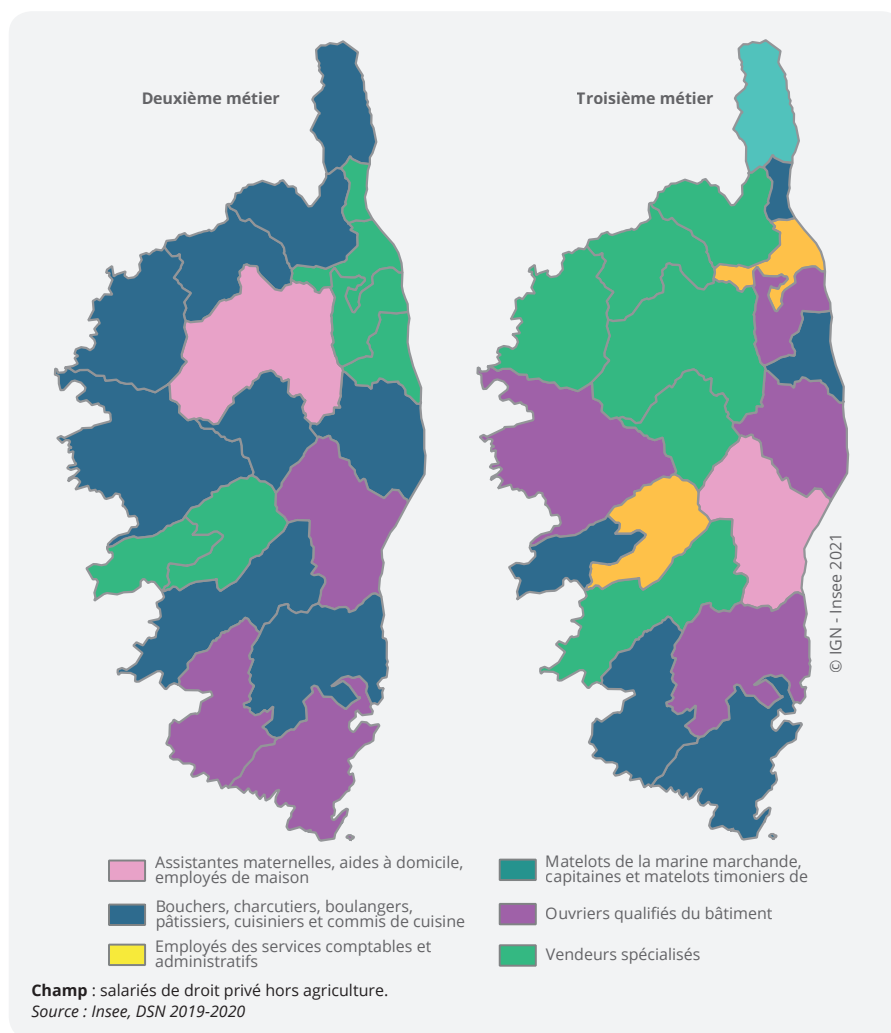 Deuxième métier
Troisième métier
© IGN - Insee 2021
Assistantes maternelles, aides à domicile,
employés de maison
Bouchers, charcutiers, boulangers,
pâtissiers, cuisiniers et commis de cuisine
Employés des services comptables et
administratifs
Matelots de la marine marchande,
capitaines et matelots timoniers de
Ouvriers qualifiés du bâtiment
Vendeurs spécialisés
Champ : salariés de droit privé hors agriculture.
Source : Insee, DSN 2019-2020